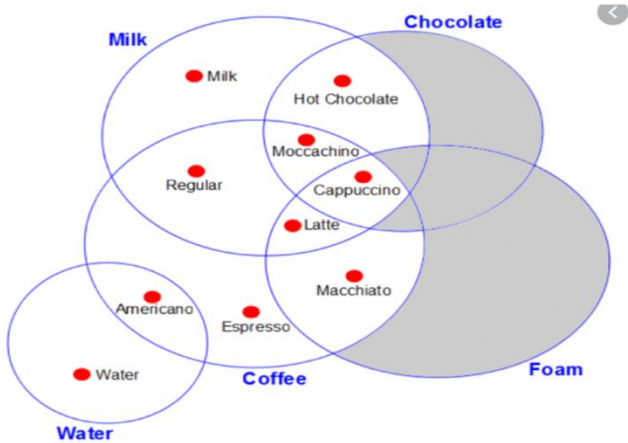 Milk
Chocolate
Milk
Hot Chocolate
Moccachino
Regular
Cappuccino
Latte
Macchiato
Americano
Espresso
Water
Coffee
Foam
Water